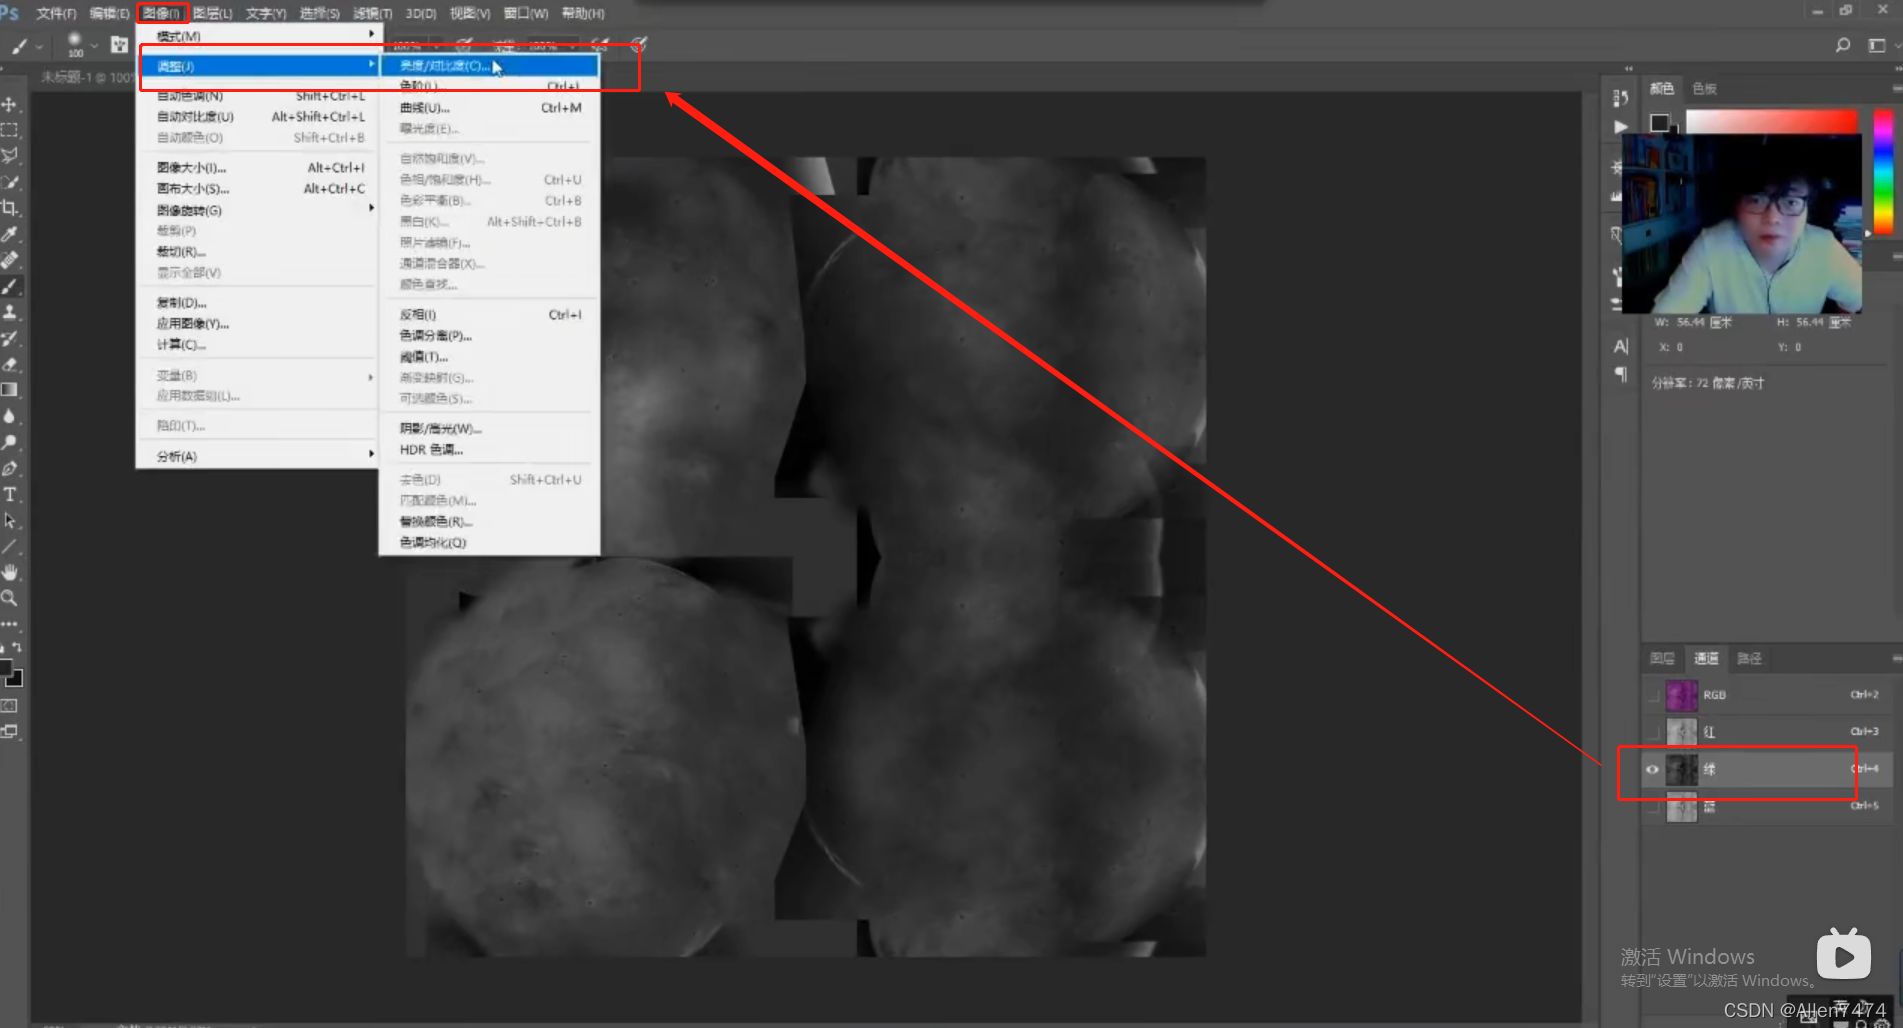 Ps 文件(F) 编辑(E) 图像(I) 图层(L) 文字(Y) 选择(S) 滤镜(T) 3D(D) 视图(V) 窗口(W) 帮助(H)
100
未标题-1 @ 100%
模式(M)
调整(J)
自动色调(N) Shift+Ctrl+L
自动对比度(U) Alt+Shift+Ctrl+L
自动颜色(O) Shift+Ctrl+B
图像大小(I)... Alt+Ctrl+I
画布大小(S)... Alt+Ctrl+C
图像旋转(G)
裁剪(P)
裁切(R)...
显示全部(V)
复制(D)...
应用图像(Y)...
计算(C)...
变量(B)
应用数据组(L)...
陷印(T)...
分析(A)
亮度/对比度(C)...
色阶(L)... Ctrl+L
曲线(U)... Ctrl+M
曝光度(E)...
自然饱和度(V)...
色相/饱和度(H)... Ctrl+U
色彩平衡(B)... Ctrl+B
黑白(K)... Alt+Shift+Ctrl+B
照片滤镜(F)...
通道混合器(X)...
颜色查找...
反相(I) Ctrl+I
色调分离(P)...
阈值(T)...
渐变映射(G)...
可选颜色(S)...
阴影/高光(W)...
HDR 色调...
去色(D) Shift+Ctrl+U
匹配颜色(M)...
替换颜色(R)...
色调均化(Q)
颜色 色板
W: 56.44 厘米 H: 56.44 厘米
X: 0 Y: 0
分辨率: 72 像素/英寸
图层 通道 路径
RGB Ctrl+2
红 Ctrl+3
绿 Ctrl+4
蓝 Ctrl+5
激活 Windows
转到"设置"以激活 Windows。
CSDN @Allen7474